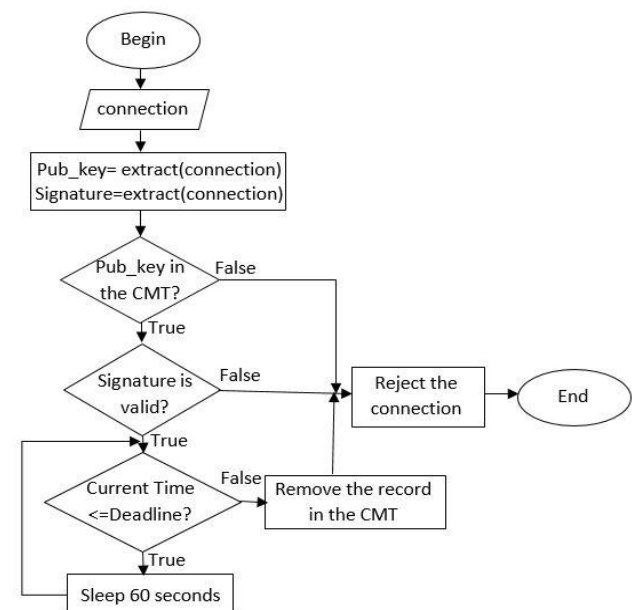 Begin
connection
Pub_key= extract(connection)
Signature=extract(connection)
Pub_key in
the CMT?
False
True
Signature is
valid?
False
Reject the
connection
End
True
Current Time
<=Deadline?
False
Remove the record
in the CMT
True
Sleep 60 seconds